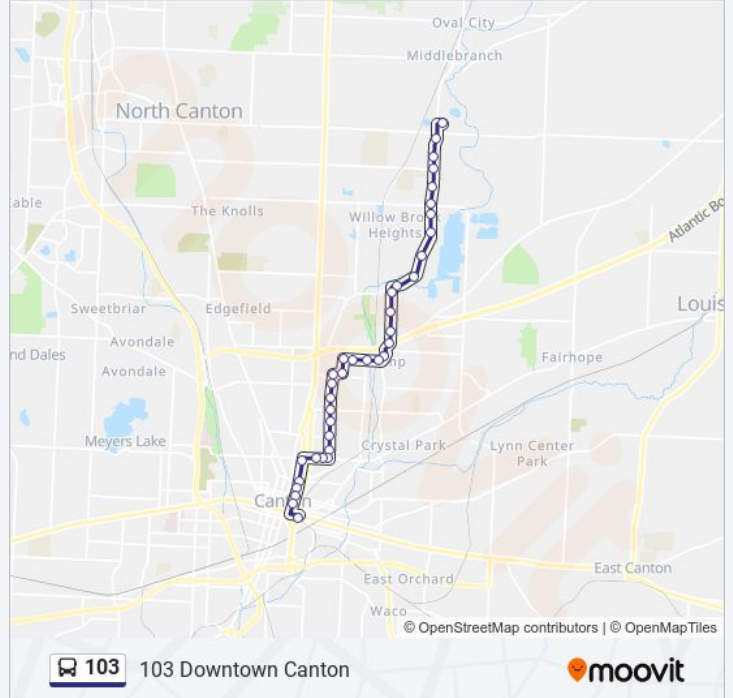 Oval City
Middlebranch
North Canton
able
The Knolls
Willow Brook
Heights
Atlantic Bo
Sweetbriar
Edgefield
Louis
nd Dales
Avondale
Avondale
Fairhope
mp
Meyers Lake
Crystal Park
Lynn Center
Park
Canton
East Canton
East Orchard
Waco
© OpenStreetMap contributors | © OpenMapTiles
103 103 Downtown Canton
moovit